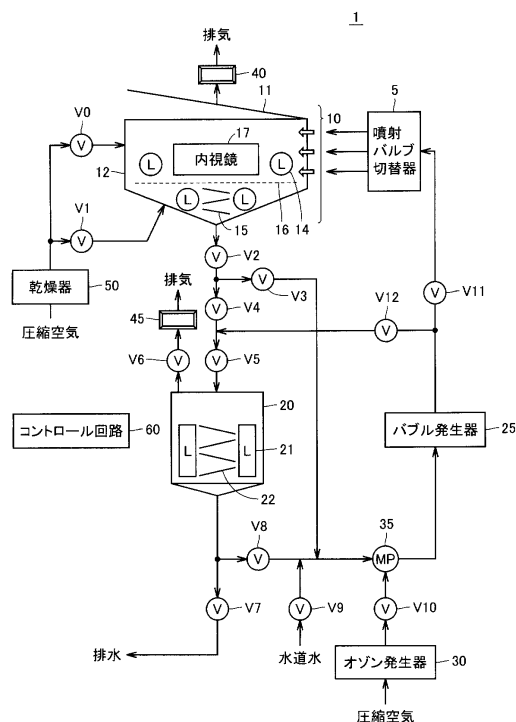 1
排気
40
11
10
5
噴射
バルブ
切替器
V0
V
17
内視鏡
L
L
12
14
16
V1
V
L
L
15
V
V2
乾燥器
50
排気
V
V3
V11
V
圧縮空気
45
V
V4
V12
V
V6
V
V
V5
20
コントロール回路
60
L
L
21
バブル発生器
25
22
V8
35
V
MP
V
V7
V
V9
V
V10
排水
水道水
オゾン発生器
30
圧縮空気